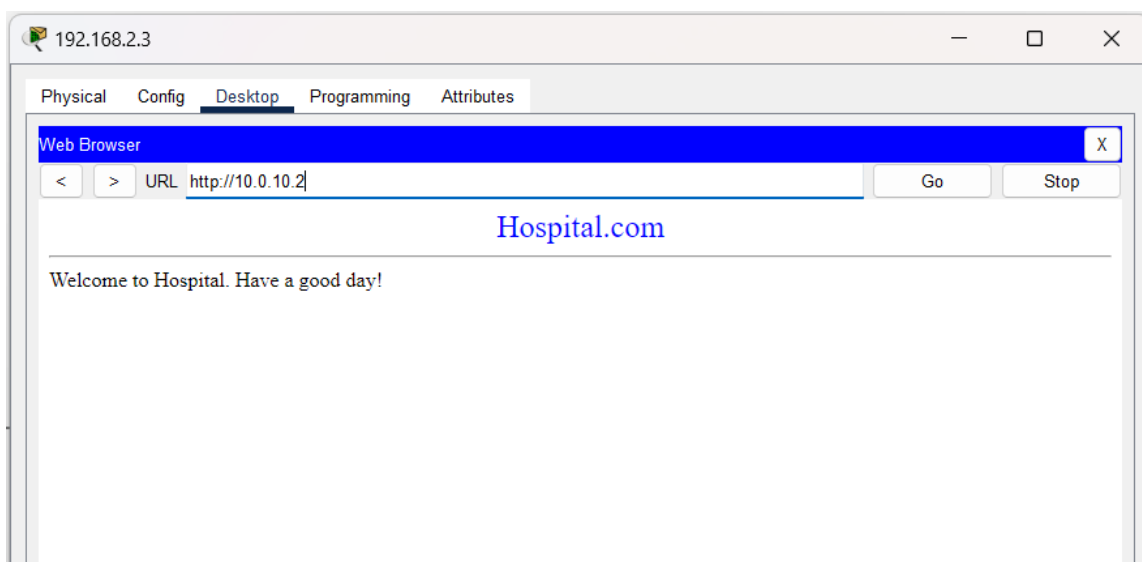 192.168.2.3
Physical Config Desktop Programming Attributes
Web Browser X
< > URL http://10.0.10.2 Go Stop
Hospital.com
Welcome to Hospital. Have a good day!